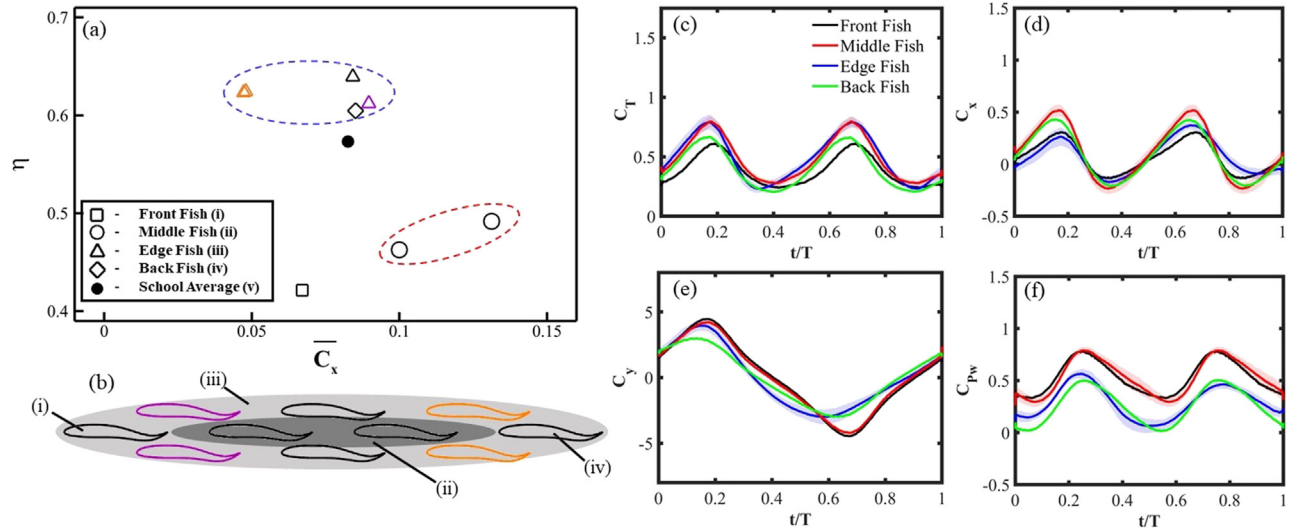 (a)
0.7
0.6
0.5
0.4
η
0
0.05
0.1
0.15
C̅x̅
□ - Front Fish (i)
○ - Middle Fish (ii)
△ - Edge Fish (iii)
◇ - Back Fish (iv)
● - School Average (v)
(b)
(i)
(iii)
(ii)
(iv)
(c)
Front Fish
Middle Fish
Edge Fish
Back Fish
1.5
1
0.5
0
C_T
0
0.2
0.4
0.6
0.8
1
t/T
(d)
1.5
1
0.5
0
-0.5
C_x
0
0.2
0.4
0.6
0.8
1
t/T
(e)
5
0
-5
C_y
0
0.2
0.4
0.6
0.8
1
t/T
(f)
1.5
1
0.5
0
-0.5
C_Pw
0
0.2
0.4
0.6
0.8
1
t/T